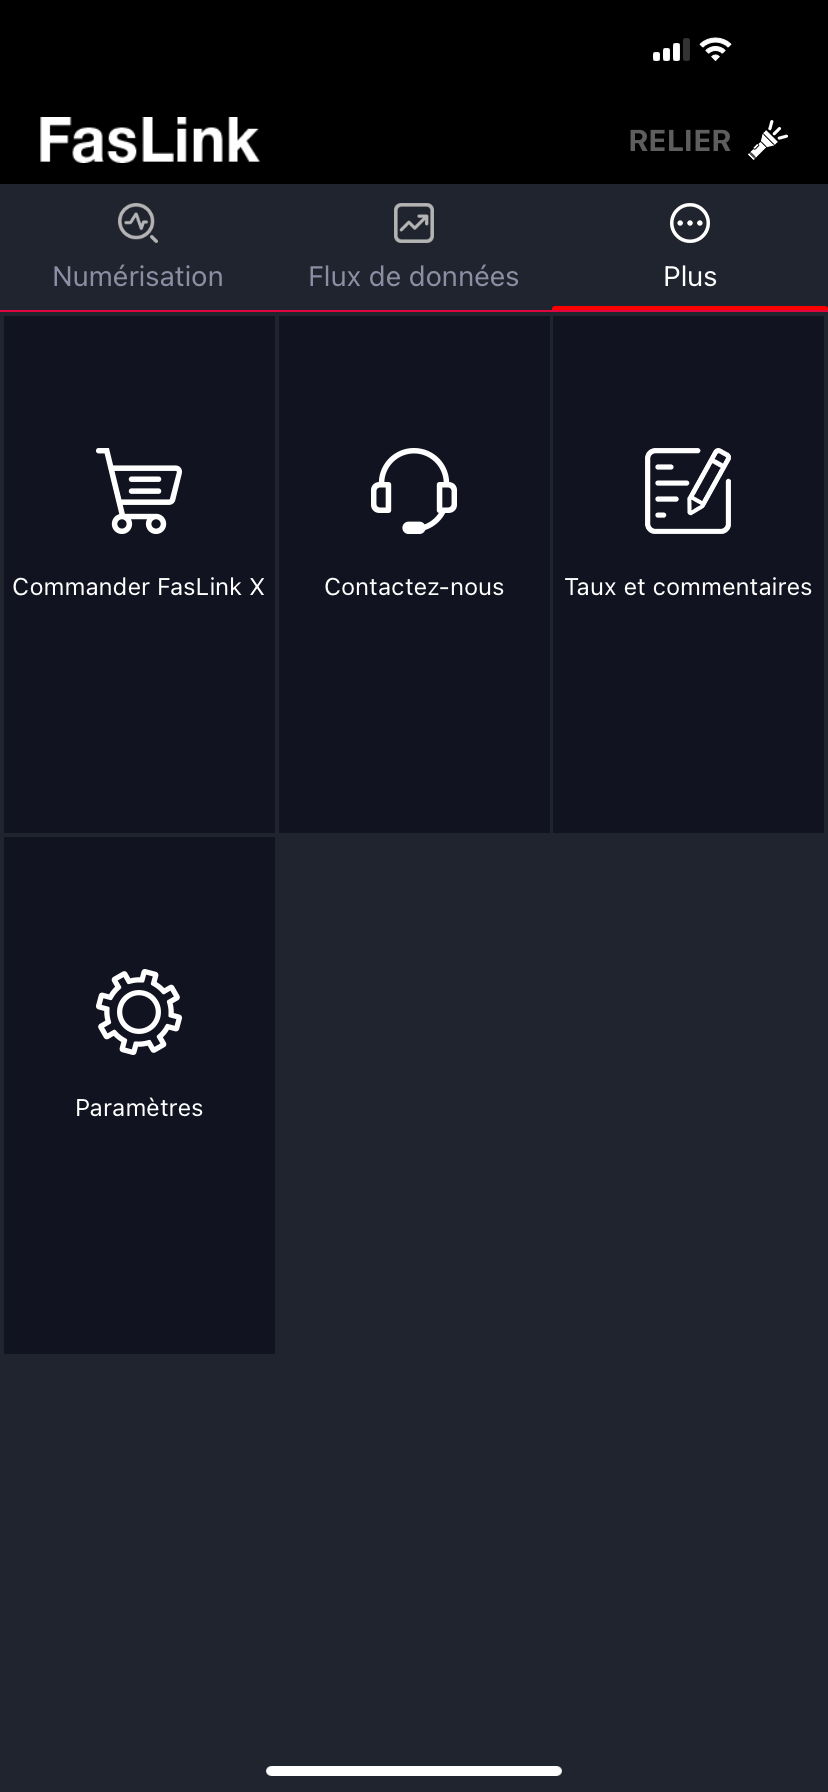 FasLink
RELIER
Numérisation
Flux de données
Plus
Commander FasLink X
Contactez-nous
Taux et commentaires
Paramètres